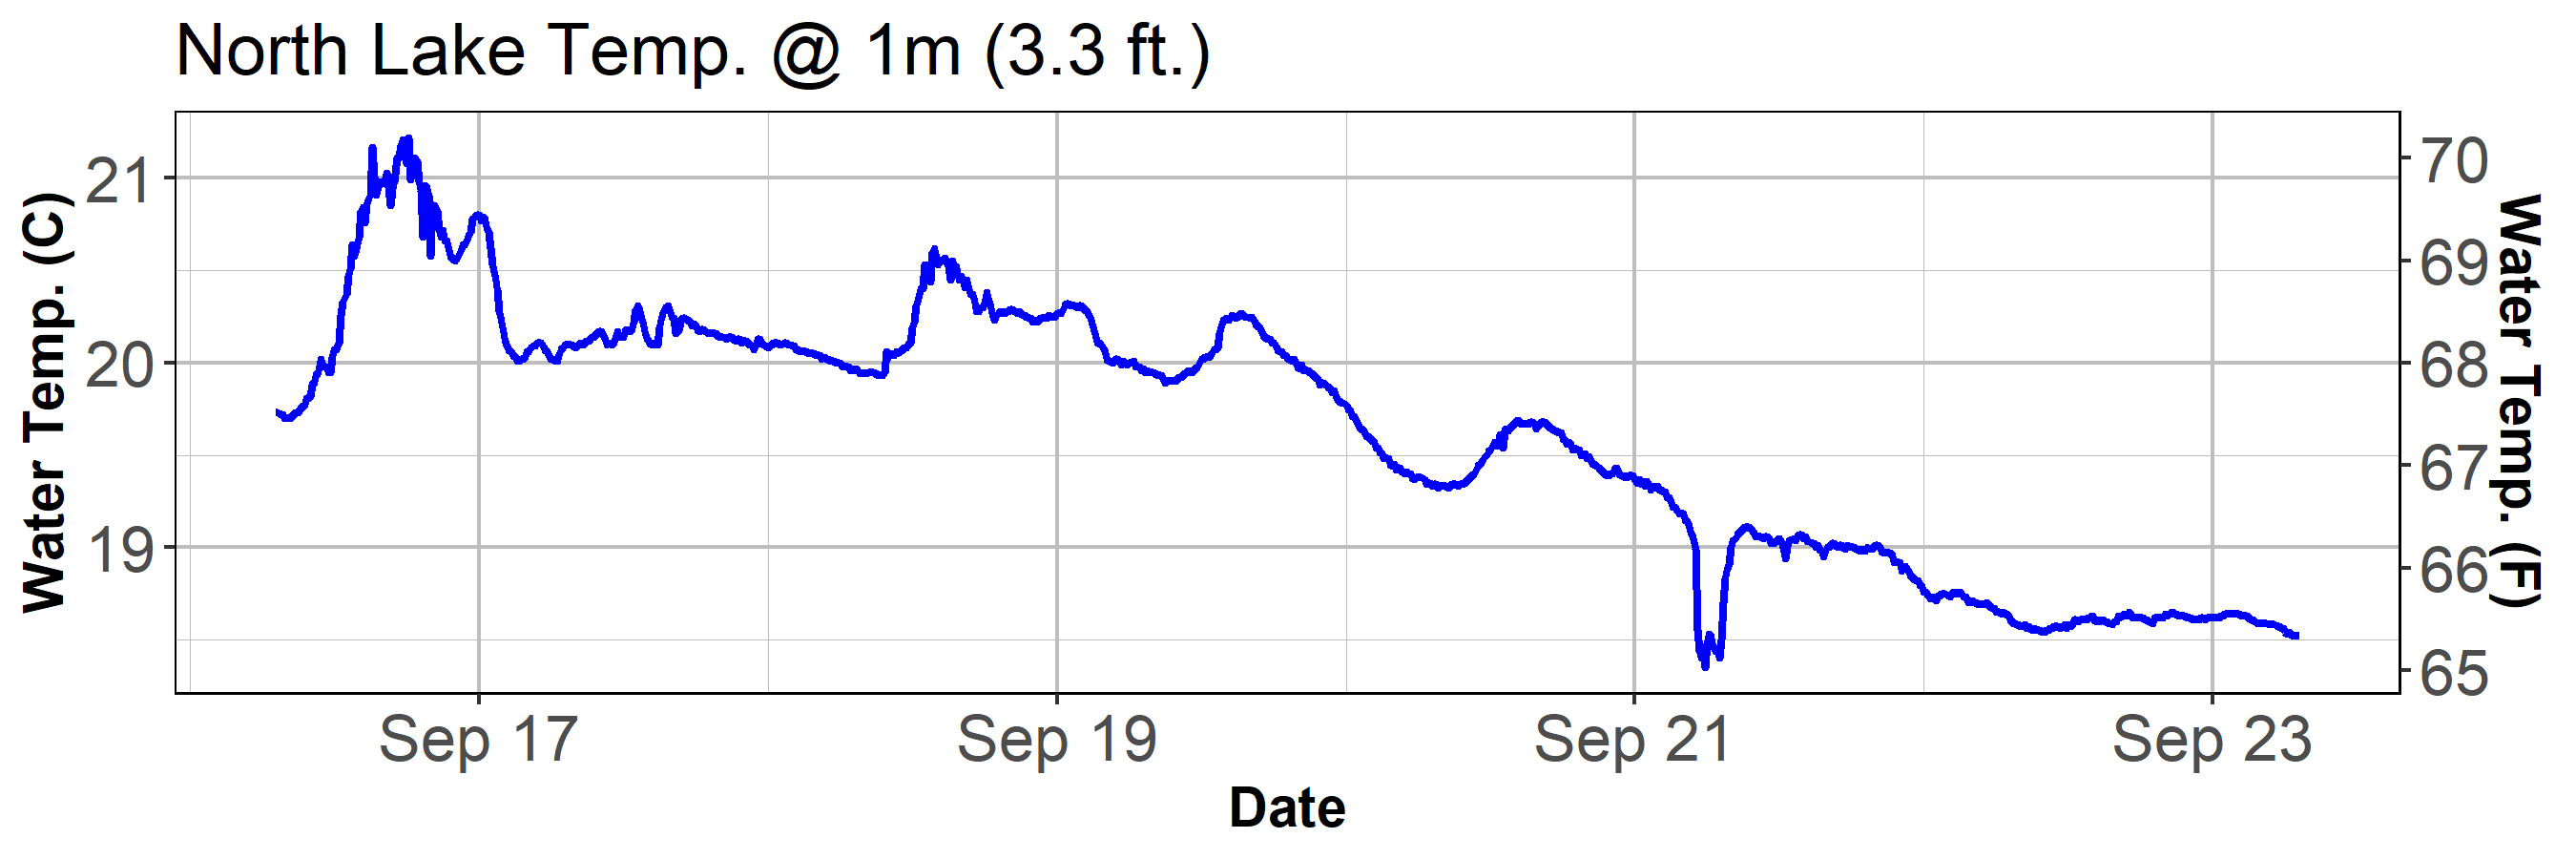 North Lake Temp. @ 1m (3.3 ft.)
Water Temp. (C)
21
20
19
70
69
68
67
66
65
Water Temp. (F)
Sep 17 Sep 19 Sep 21 Sep 23
Date